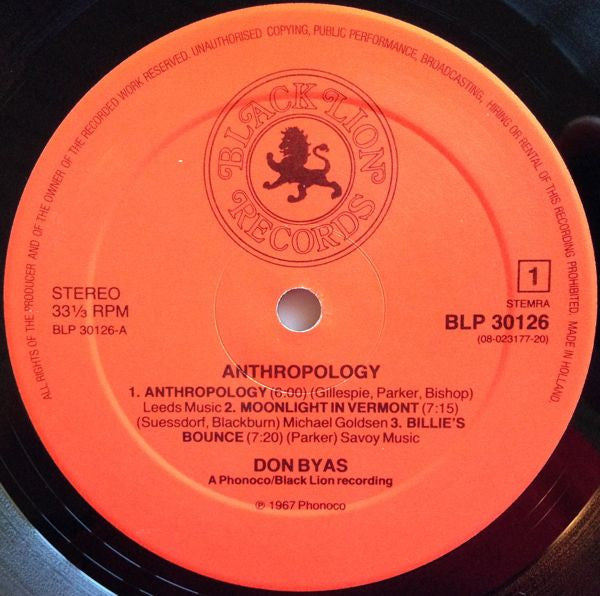 ALL RIGHTS OF THE PRODUCER AND OF THE OWNER OF THE RECORDED WORK RESERVED. UNAUTHORISED COPYING, PUBLIC PERFORMANCE, BROADCASTING, HIRING OR RENTAL OF THIS RECORDING PROHIBITED. MADE IN HOLLAND.
BLACK LION
RECORDS
STEREO
33⅓ RPM
BLP 30126-A
1
STEMRA
BLP 30126
(08-023177-20)
ANTHROPOLOGY
1. ANTHROPOLOGY (6:00) (Gillespie, Parker, Bishop)
Leeds Music 2. MOONLIGHT IN VERMONT (7:15)
(Suessdorf, Blackburn) Michael Goldsen 3. BILLIE'S
BOUNCE (7:20) (Parker) Savoy Music
DON BYAS
A Phonoco/Black Lion recording
℗ 1967 Phonoco